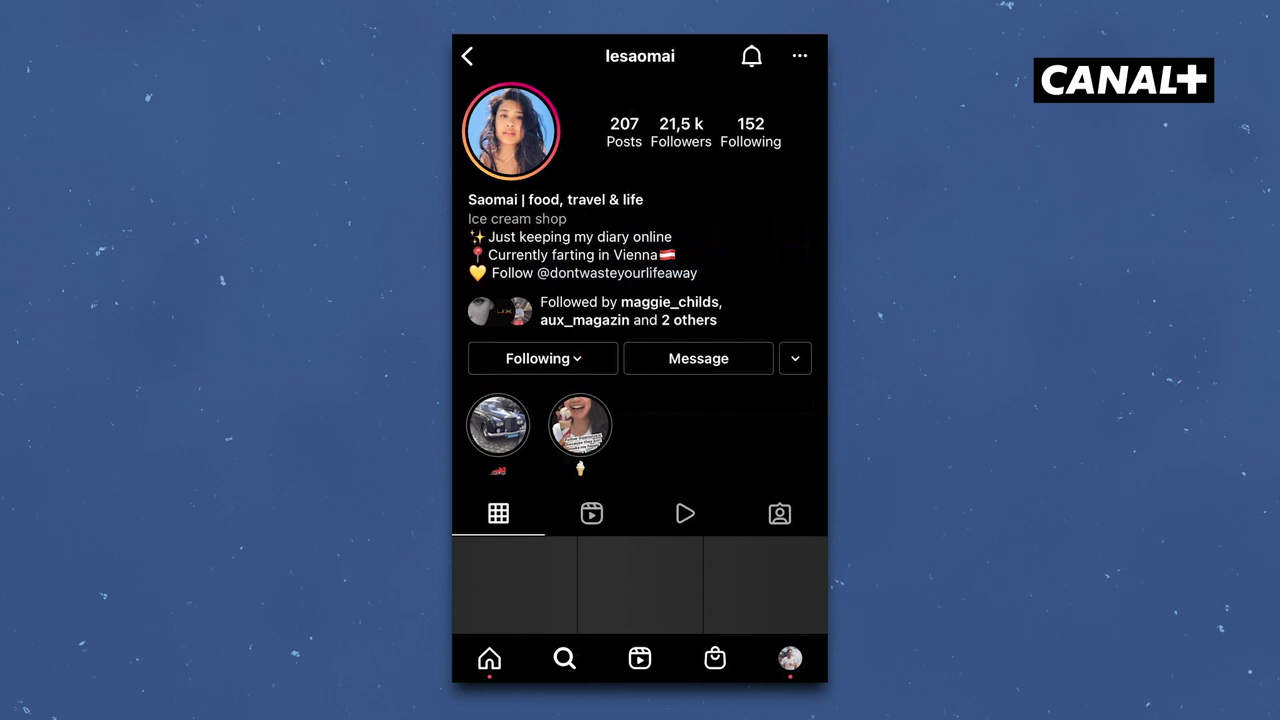 lesaomai
CANAL+
207 21,5 k 152
Posts Followers Following
Saomai | food, travel & life
Ice cream shop
✨Just keeping my diary online
📍Currently farting in Vienna🇦🇹
💛 Follow @dontwasteyourlifeaway
Followed by maggie_childs,
aux_magazin and 2 others
Following Message